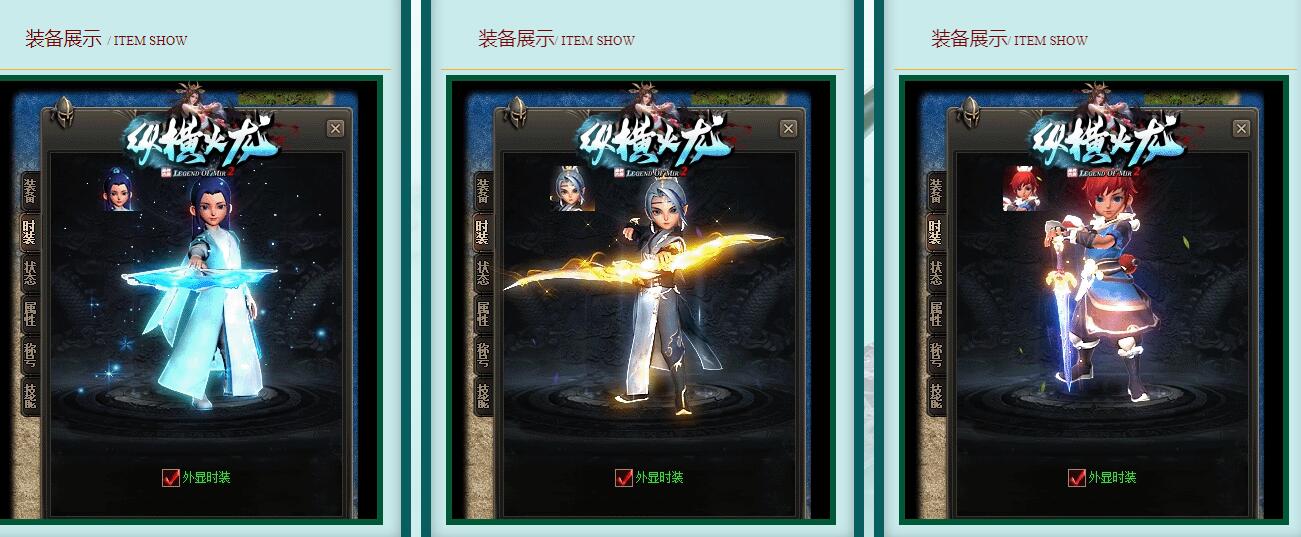 装备展示 / ITEM SHOW
纵横火龙
LEGEND OF MIR 2
装备
时装
状态
属性
称号
技能
外显时装
装备展示/ ITEM SHOW
纵横火龙
LEGEND OF MIR 2
装备
时装
状态
属性
称号
技能
外显时装
装备展示/ ITEM SHOW
纵横火龙
LEGEND OF MIR 2
装备
时装
状态
属性
称号
技能
外显时装